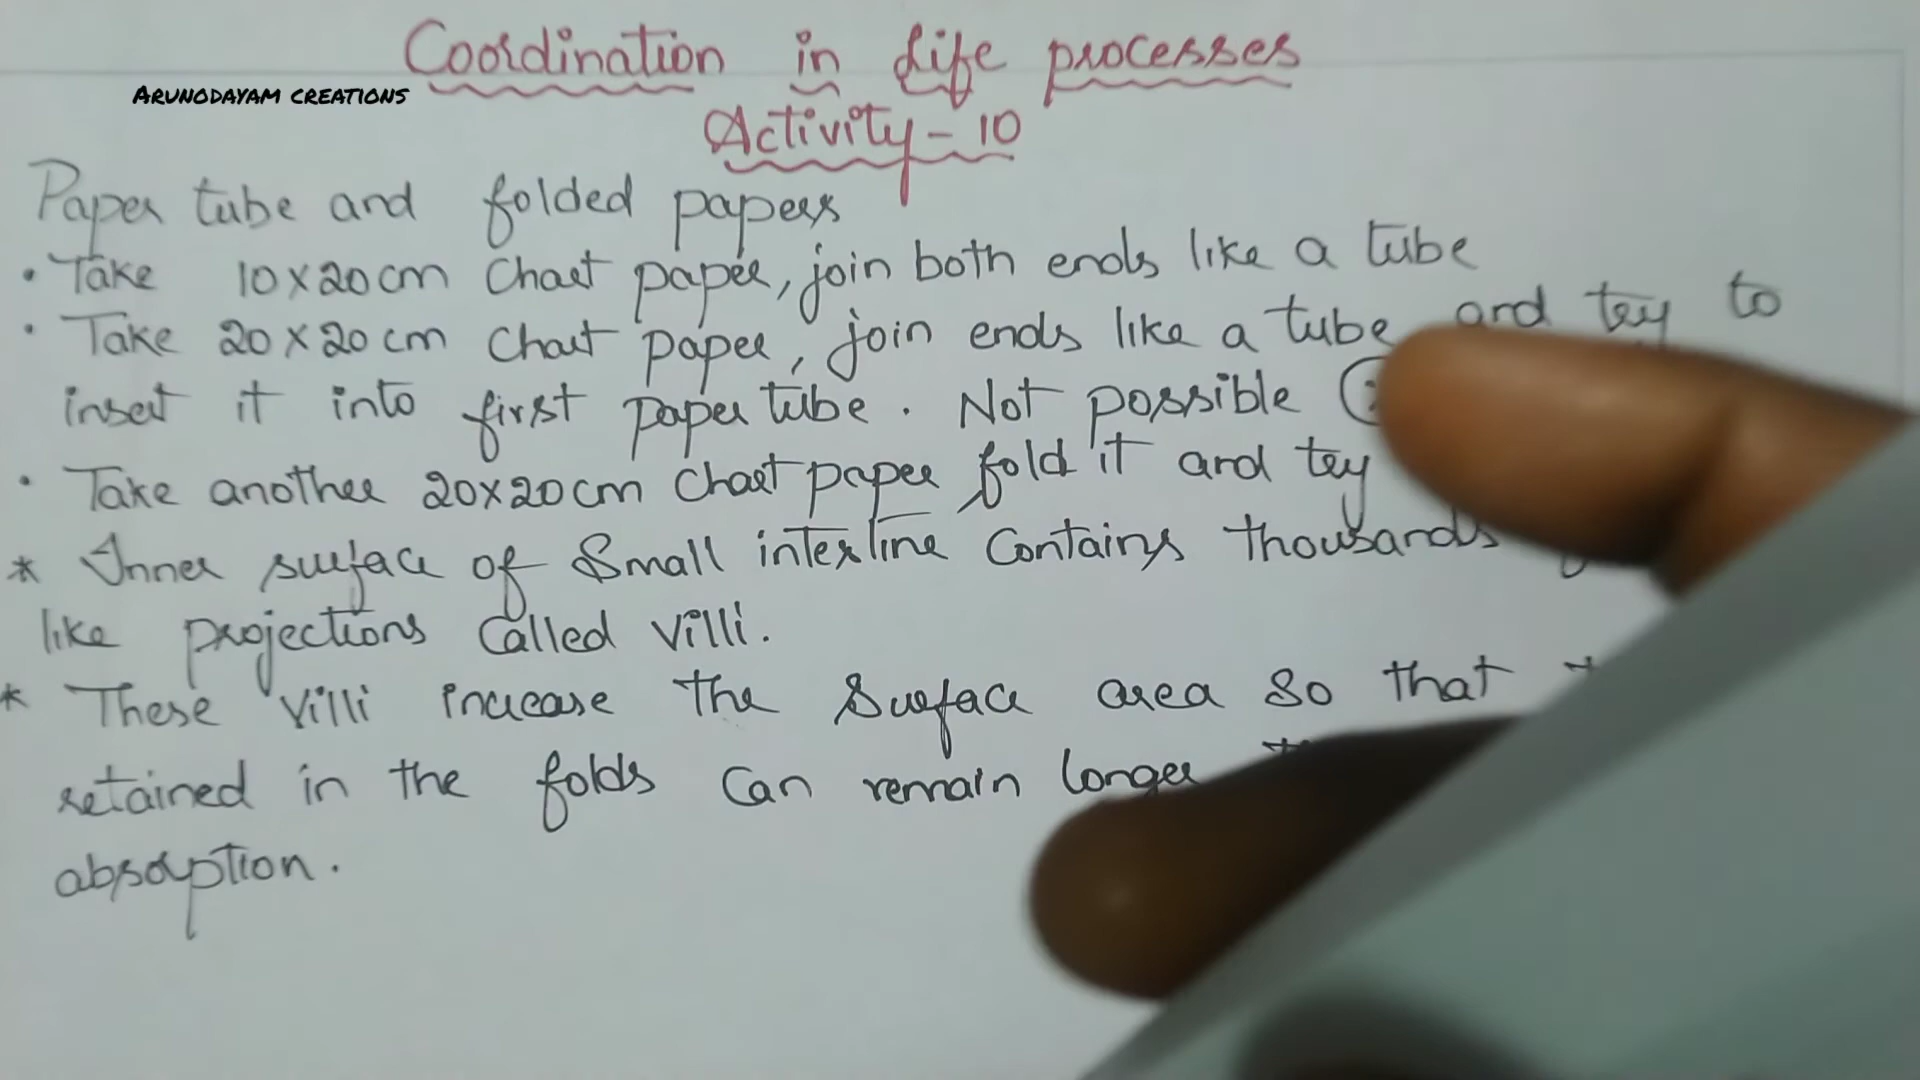 Coordination in Life processes
ARUNODAYAM CREATIONS
Activity - 10
Paper tube and folded papers
• Take 10x20cm Chart paper, join both ends like a tube
• Take 20x20cm Chart paper, join ends like a tube and try to
insert it into first paper tube. Not possible
• Take another 20x20cm Chart paper fold it and try
* Inner surface of Small intestine Contains thousands
like projections called villi.
* These villi increase the Surface area so that
retained in the folds Can remain longer
absorption.